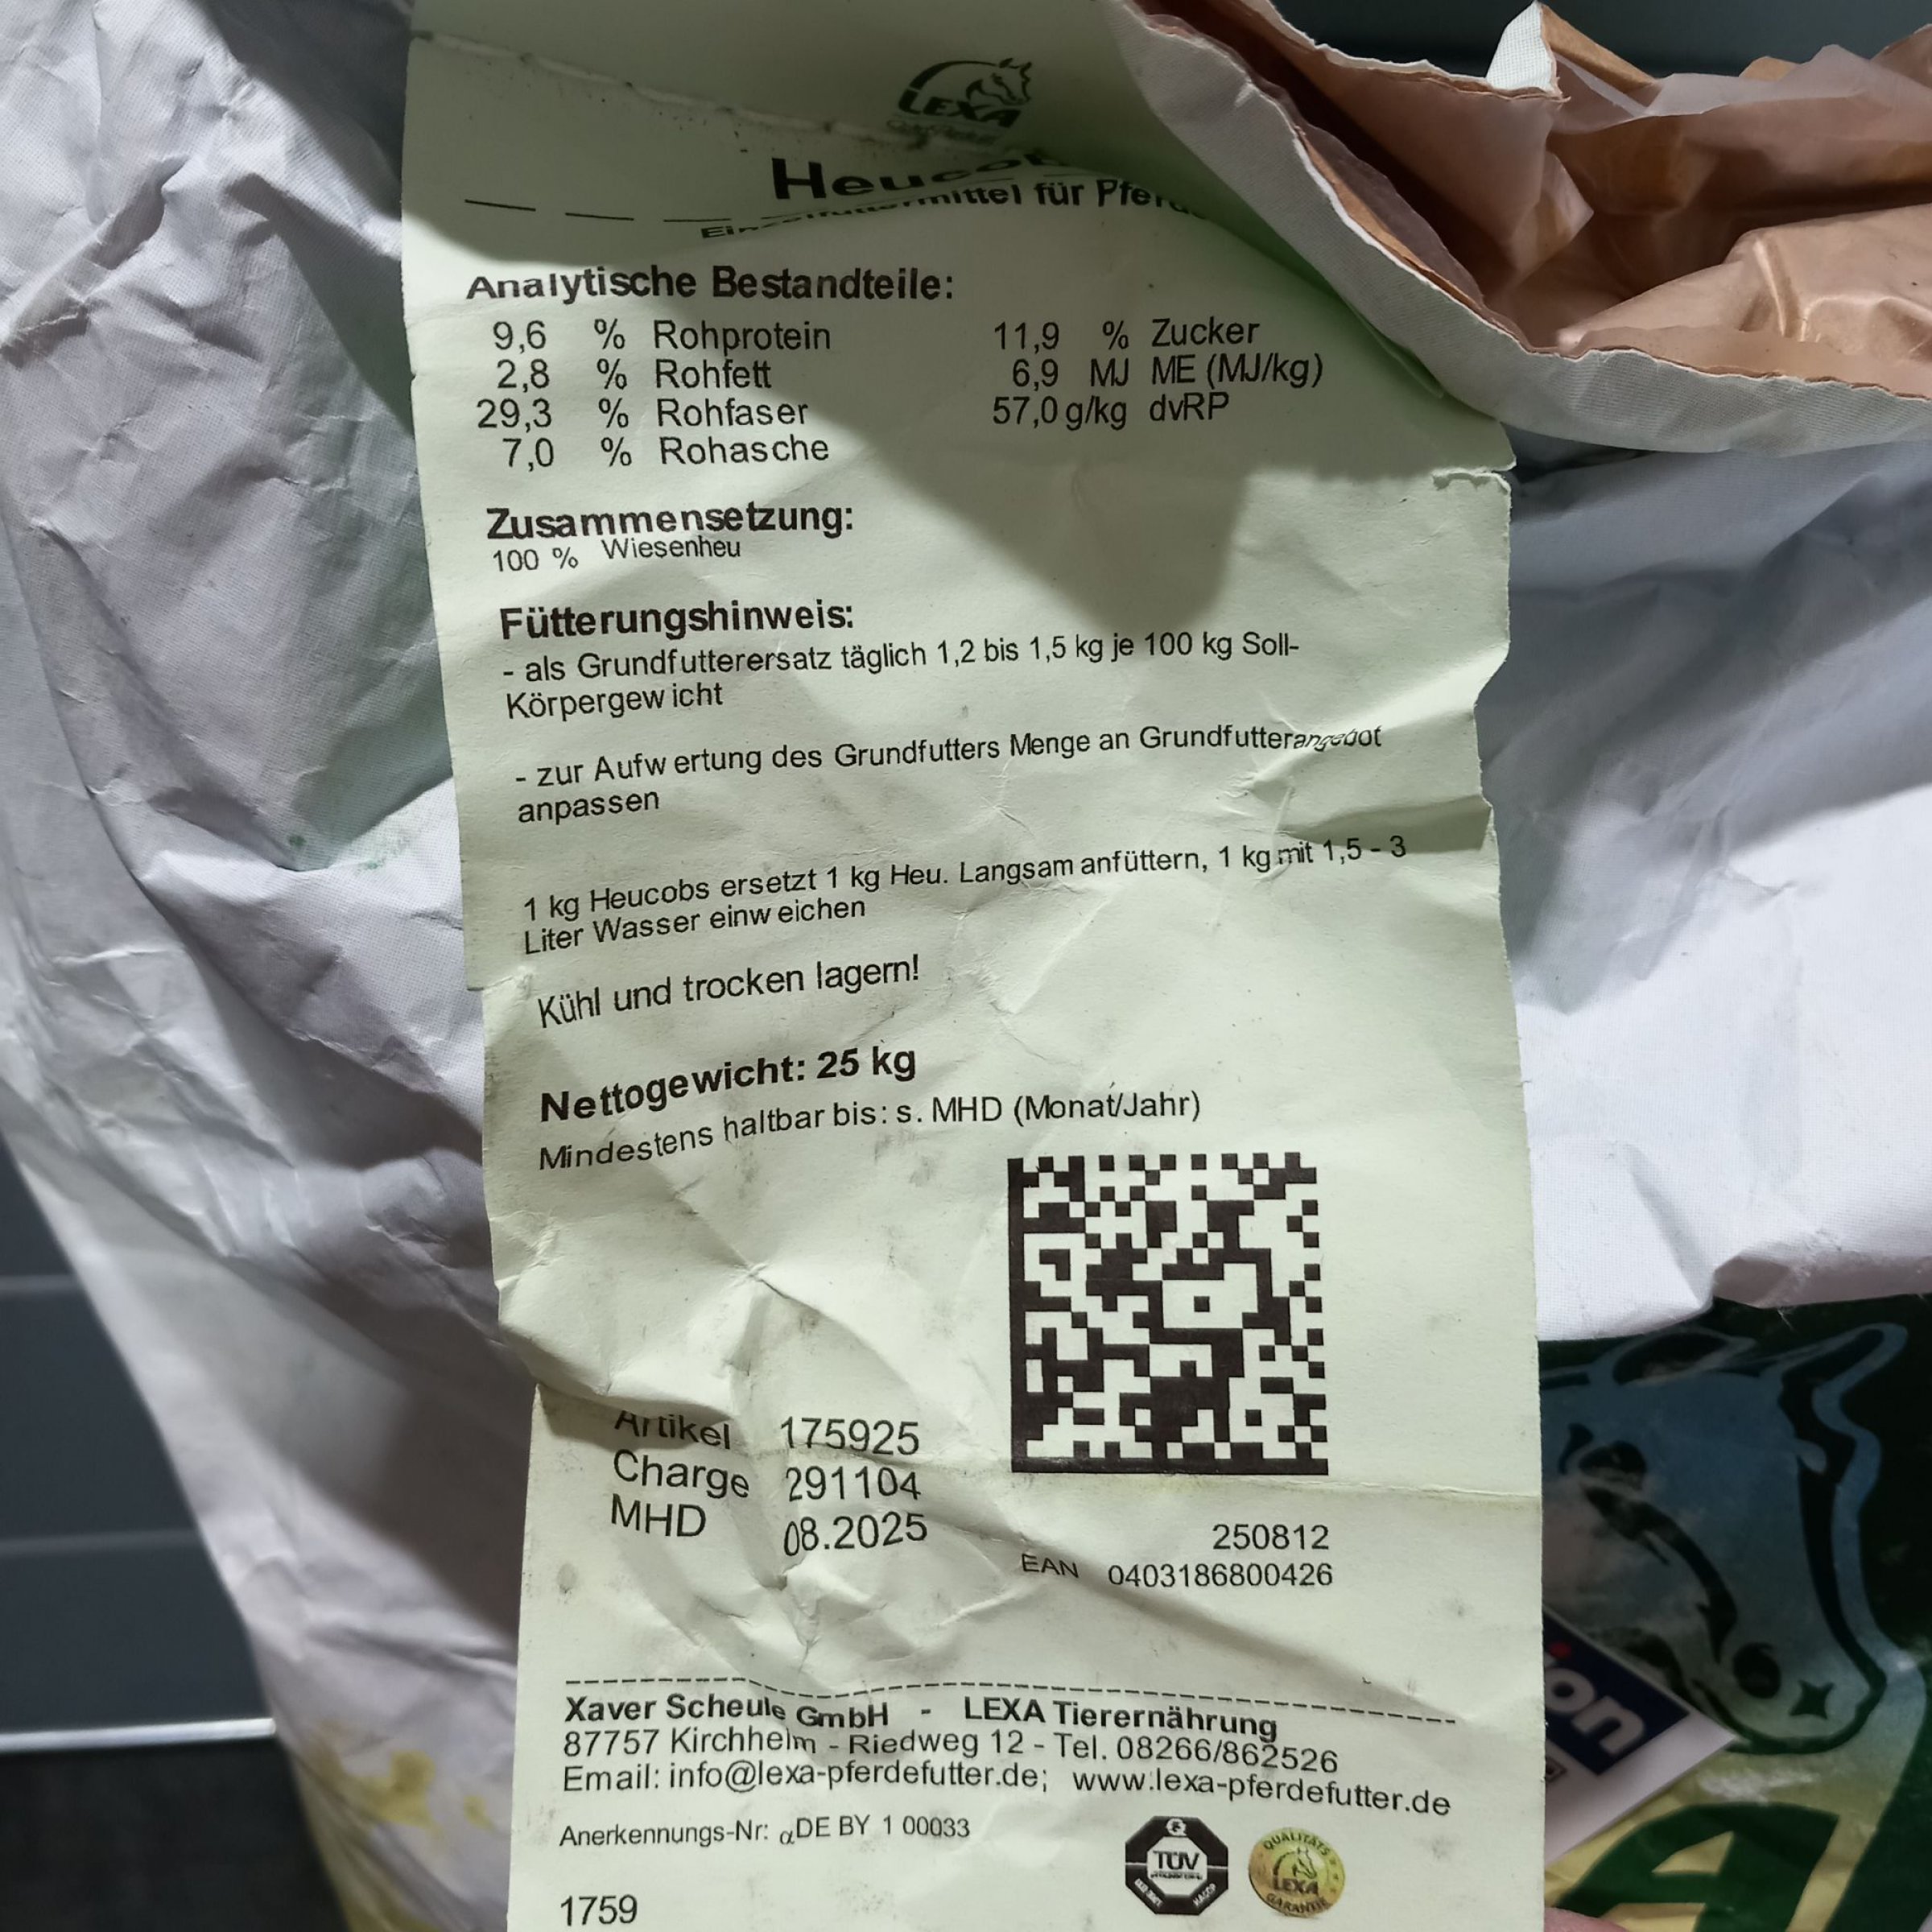 LEXA
Heucob
Einzelfuttermittel für Pferde
Analytische Bestandteile:
9,6 % Rohprotein 11,9 % Zucker
2,8 % Rohfett 6,9 MJ ME (MJ/kg)
29,3 % Rohfaser 57,0 g/kg dvRP
7,0 % Rohasche
Zusammensetzung:
100 % Wiesenheu
Fütterungshinweis:
- als Grundfutterersatz täglich 1,2 bis 1,5 kg je 100 kg Soll-
Körpergewicht
- zur Aufwertung des Grundfutters Menge an Grundfutterangebot
anpassen
1 kg Heucobs ersetzt 1 kg Heu. Langsam anfüttern, 1 kg mit 1,5 - 3
Liter Wasser einweichen
Kühl und trocken lagern!
Nettogewicht: 25 kg
Mindestens haltbar bis: s. MHD (Monat/Jahr)
Artikel 175925
Charge 291104
MHD 08.2025
250812
EAN 0403186800426
Xaver Scheule GmbH - LEXA Tierernährung
87757 Kirchheim - Riedweg 12 - Tel. 08266/862526
Email: info@lexa-pferdefutter.de; www.lexa-pferdefutter.de
Anerkennungs-Nr: αDE BY 1 00033
TÜV
QUALITÄTS
LEXA
GARANTIE
1759
on
A